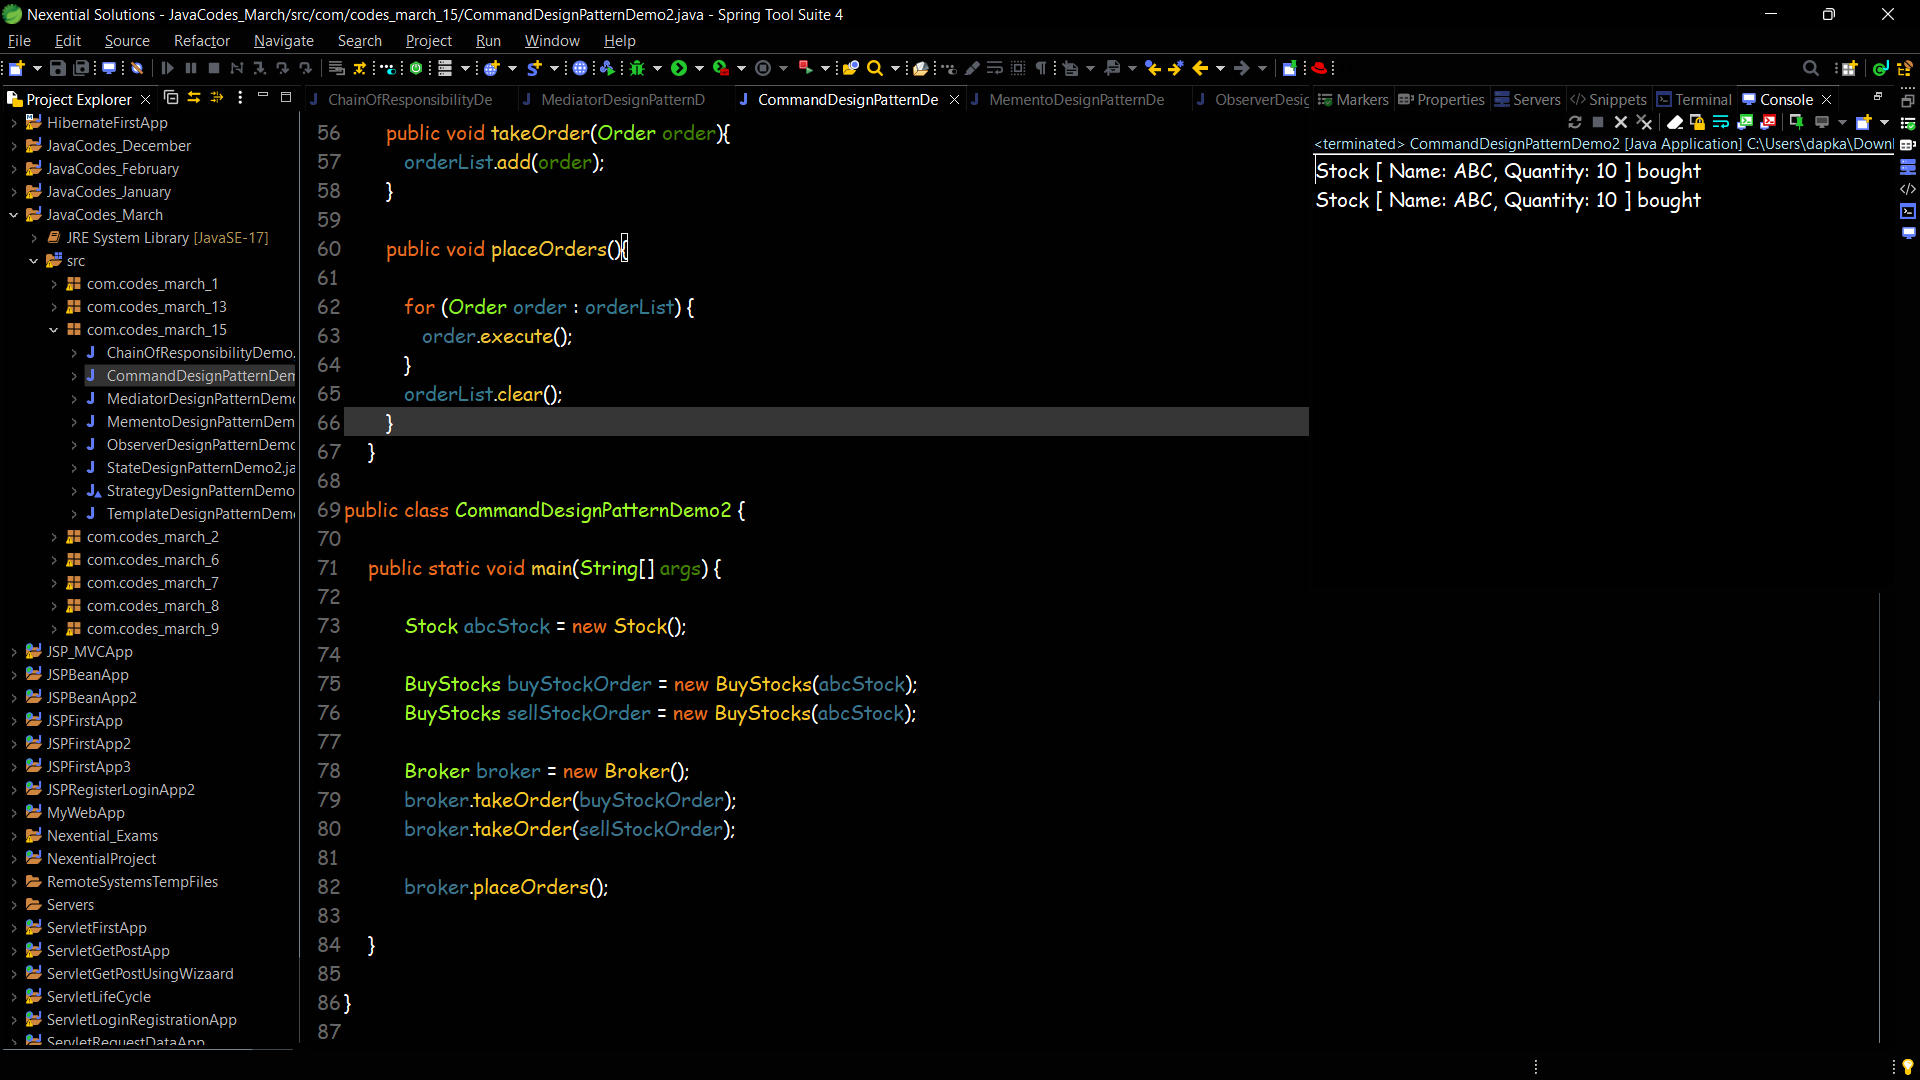 Nexential Solutions - JavaCodes_March/src/com/codes_march_15/CommandDesignPatternDemo2.java - Spring Tool Suite 4
File Edit Source Refactor Navigate Search Project Run Window Help
Project Explorer
HibernateFirstApp
JavaCodes_December
JavaCodes_February
JavaCodes_January
JavaCodes_March
JRE System Library [JavaSE-17]
src
com.codes_march_1
com.codes_march_13
com.codes_march_15
ChainOfResponsibilityDemo.
CommandDesignPatternDem
MediatorDesignPatternDemo
MementoDesignPatternDem
ObserverDesignPatternDemo
StateDesignPatternDemo2.ja
StrategyDesignPatternDemo
TemplateDesignPatternDem
com.codes_march_2
com.codes_march_6
com.codes_march_7
com.codes_march_8
com.codes_march_9
JSP_MVCApp
JSPBeanApp
JSPBeanApp2
JSPFirstApp
JSPFirstApp2
JSPFirstApp3
JSPRegisterLoginApp2
MyWebApp
Nexential_Exams
NexentialProject
RemoteSystemsTempFiles
Servers
ServletFirstApp
ServletGetPostApp
ServletGetPostUsingWizaard
ServletLifeCycle
ServletLoginRegistrationApp
ServletRequestDataApp
ChainOfResponsibilityDe MediatorDesignPatternD CommandDesignPatternDe MementoDesignPatternDe ObserverDesig
56 public void takeOrder(Order order){
57 orderList.add(order);
58 }
59
60 public void placeOrders(){
61
62 for (Order order : orderList) {
63 order.execute();
64 }
65 orderList.clear();
66 }
67 }
68
69 public class CommandDesignPatternDemo2 {
70
71 public static void main(String[] args) {
72
73 Stock abcStock = new Stock();
74
75 BuyStocks buyStockOrder = new BuyStocks(abcStock);
76 BuyStocks sellStockOrder = new BuyStocks(abcStock);
77
78 Broker broker = new Broker();
79 broker.takeOrder(buyStockOrder);
80 broker.takeOrder(sellStockOrder);
81
82 broker.placeOrders();
83
84 }
85
86 }
87
Markers Properties Servers Snippets Terminal Console
<terminated> CommandDesignPatternDemo2 [Java Application] C:\Users\dapka\Downl
Stock [ Name: ABC, Quantity: 10 ] bought
Stock [ Name: ABC, Quantity: 10 ] bought